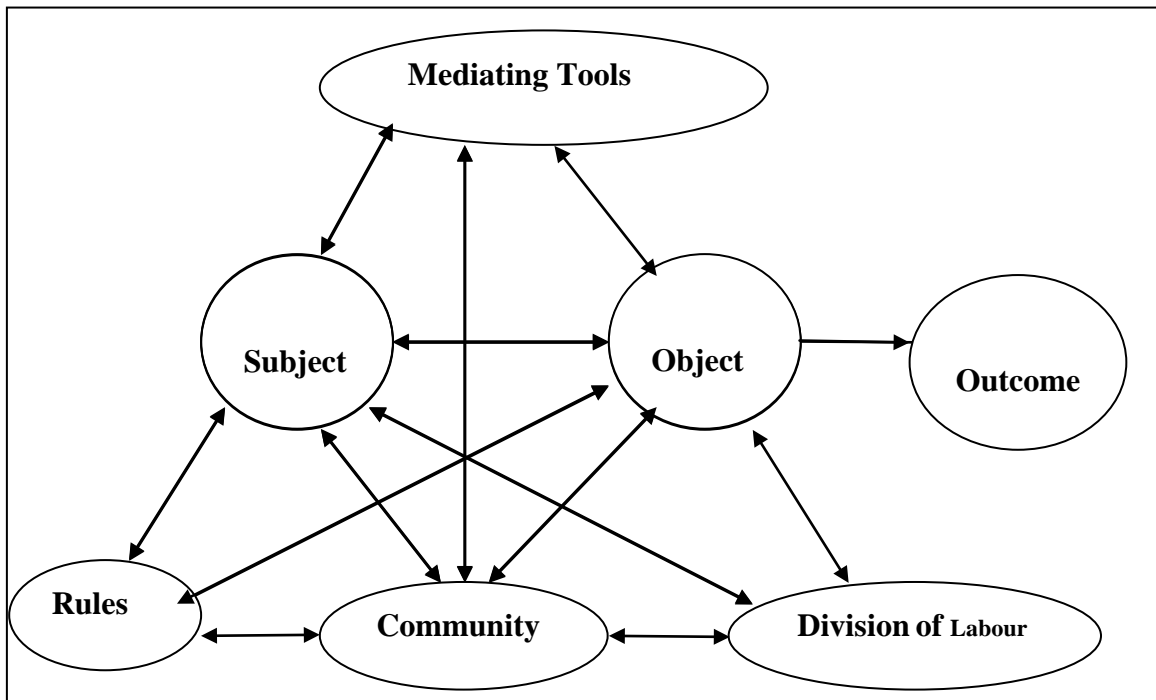 Mediating Tools
Subject
Object
Outcome
Rules
Community
Division of Labour